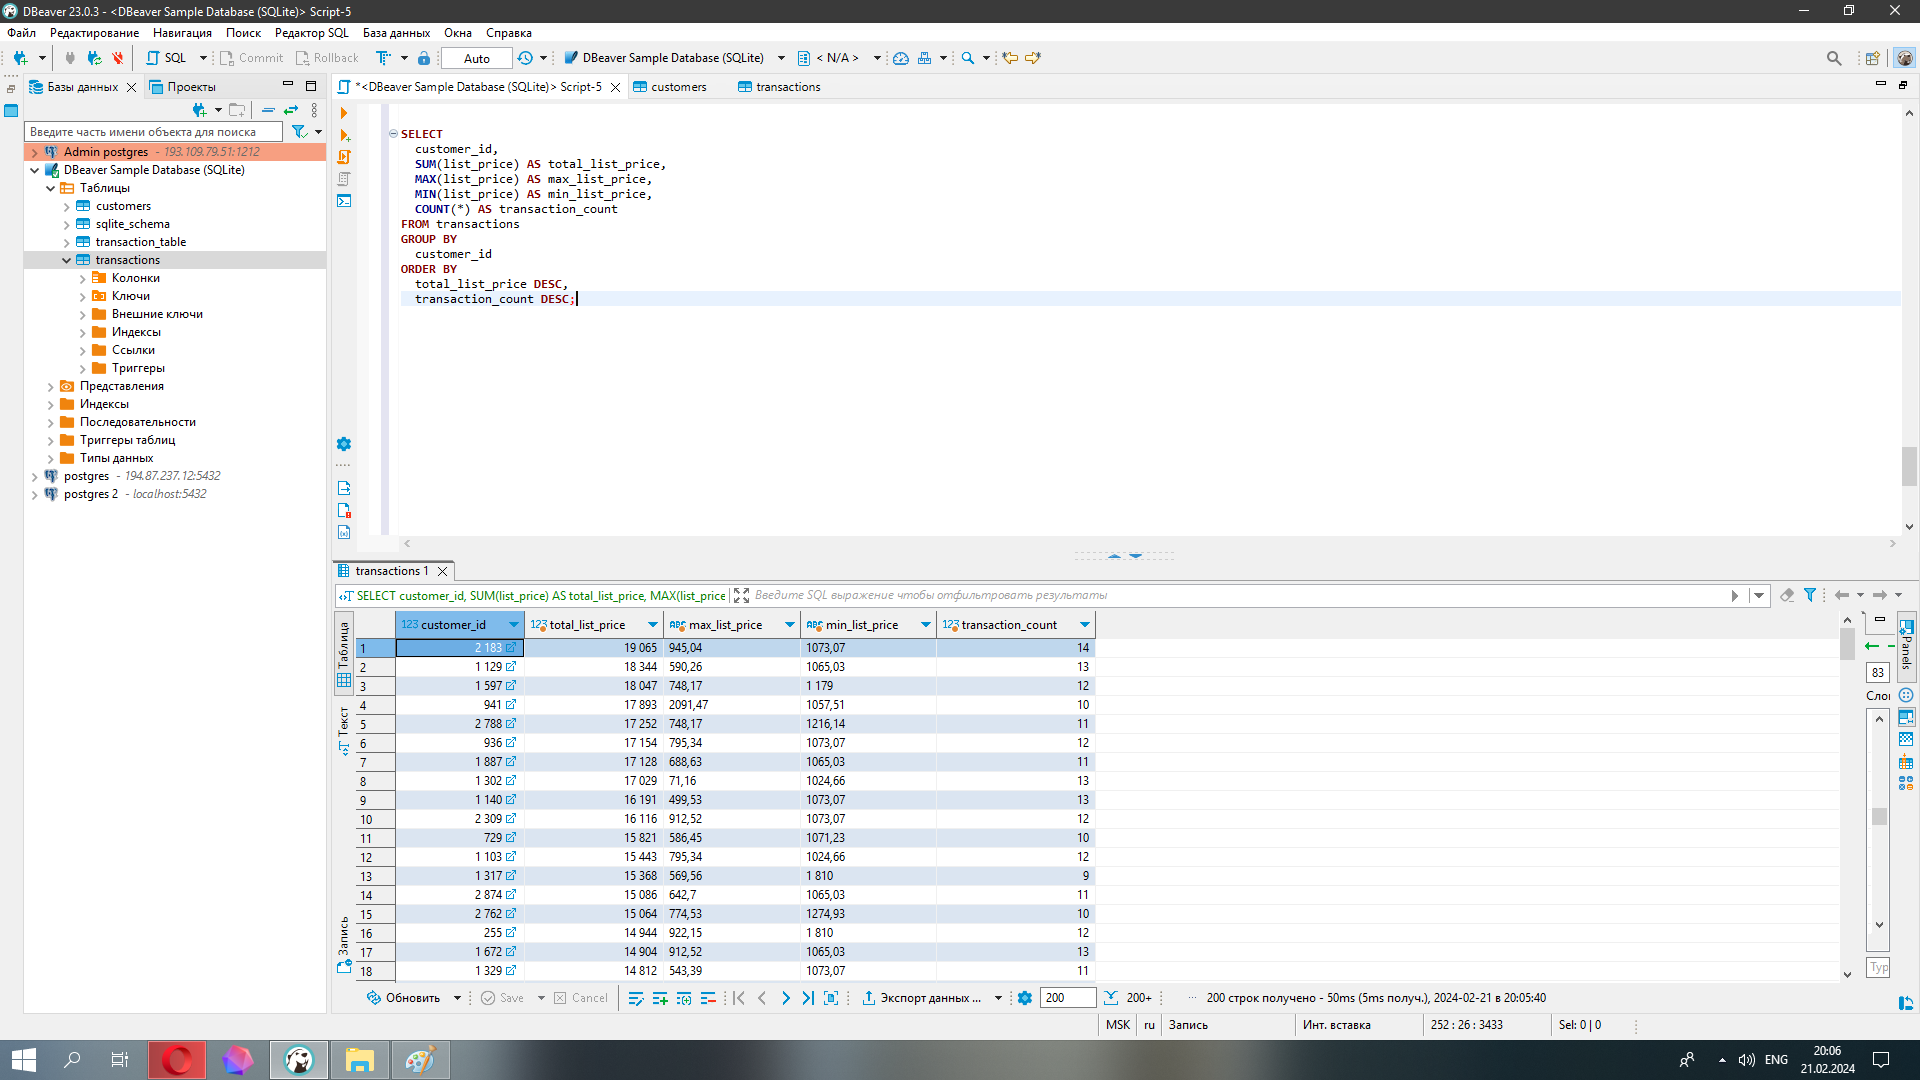 DBeaver 23.0.3 - <DBeaver Sample Database (SQLite)> Script-5
Файл Редактирование Навигация Поиск Редактор SQL База данных Окна Справка
SQL Commit Rollback Auto DBeaver Sample Database (SQLite) < N/A >
Базы данных Проекты
*<DBeaver Sample Database (SQLite)> Script-5 customers transactions
Введите часть имени объекта для поиска
Admin postgres - 193.109.79.51:1212
DBeaver Sample Database (SQLite)
Таблицы
customers
sqlite_schema
transaction_table
transactions
Колонки
Ключи
Внешние ключи
Индексы
Ссылки
Триггеры
Представления
Индексы
Последовательности
Триггеры таблиц
Типы данных
postgres - 194.87.237.12:5432
postgres 2 - localhost:5432
SELECT
customer_id,
SUM(list_price) AS total_list_price,
MAX(list_price) AS max_list_price,
MIN(list_price) AS min_list_price,
COUNT(*) AS transaction_count
FROM transactions
GROUP BY
customer_id
ORDER BY
total_list_price DESC,
transaction_count DESC;
transactions 1
SELECT customer_id, SUM(list_price) AS total_list_price, MAX(list_price Введите SQL выражение чтобы отфильтровать результаты
Таблица
Текст
Запись
123 customer_id 123 total_list_price ABC max_list_price ABC min_list_price 123 transaction_count
1 2 183 19 065 945,04 1073,07 14
2 1 129 18 344 590,26 1065,03 13
3 1 597 18 047 748,17 1 179 12
4 941 17 893 2091,47 1057,51 10
5 2 788 17 252 748,17 1216,14 11
6 936 17 154 795,34 1073,07 12
7 1 887 17 128 688,63 1065,03 11
8 1 302 17 029 71,16 1024,66 13
9 1 140 16 191 499,53 1073,07 13
10 2 309 16 116 912,52 1073,07 12
11 729 15 821 586,45 1071,23 10
12 1 103 15 443 795,34 1024,66 12
13 1 317 15 368 569,56 1 810 9
14 2 874 15 086 642,7 1065,03 11
15 2 762 15 064 774,53 1274,93 10
16 255 14 944 922,15 1 810 12
17 1 672 14 904 912,52 1065,03 13
18 1 329 14 812 543,39 1073,07 11
Panels
83
Сло
Тур
Обновить Save Cancel Экспорт данных ... 200 200+ ··· 200 строк получено - 50ms (5ms получ.), 2024-02-21 в 20:05:40
MSK ru Запись Инт. вставка 252 : 26 : 3433 Sel: 0 | 0
ENG
20:06
21.02.2024